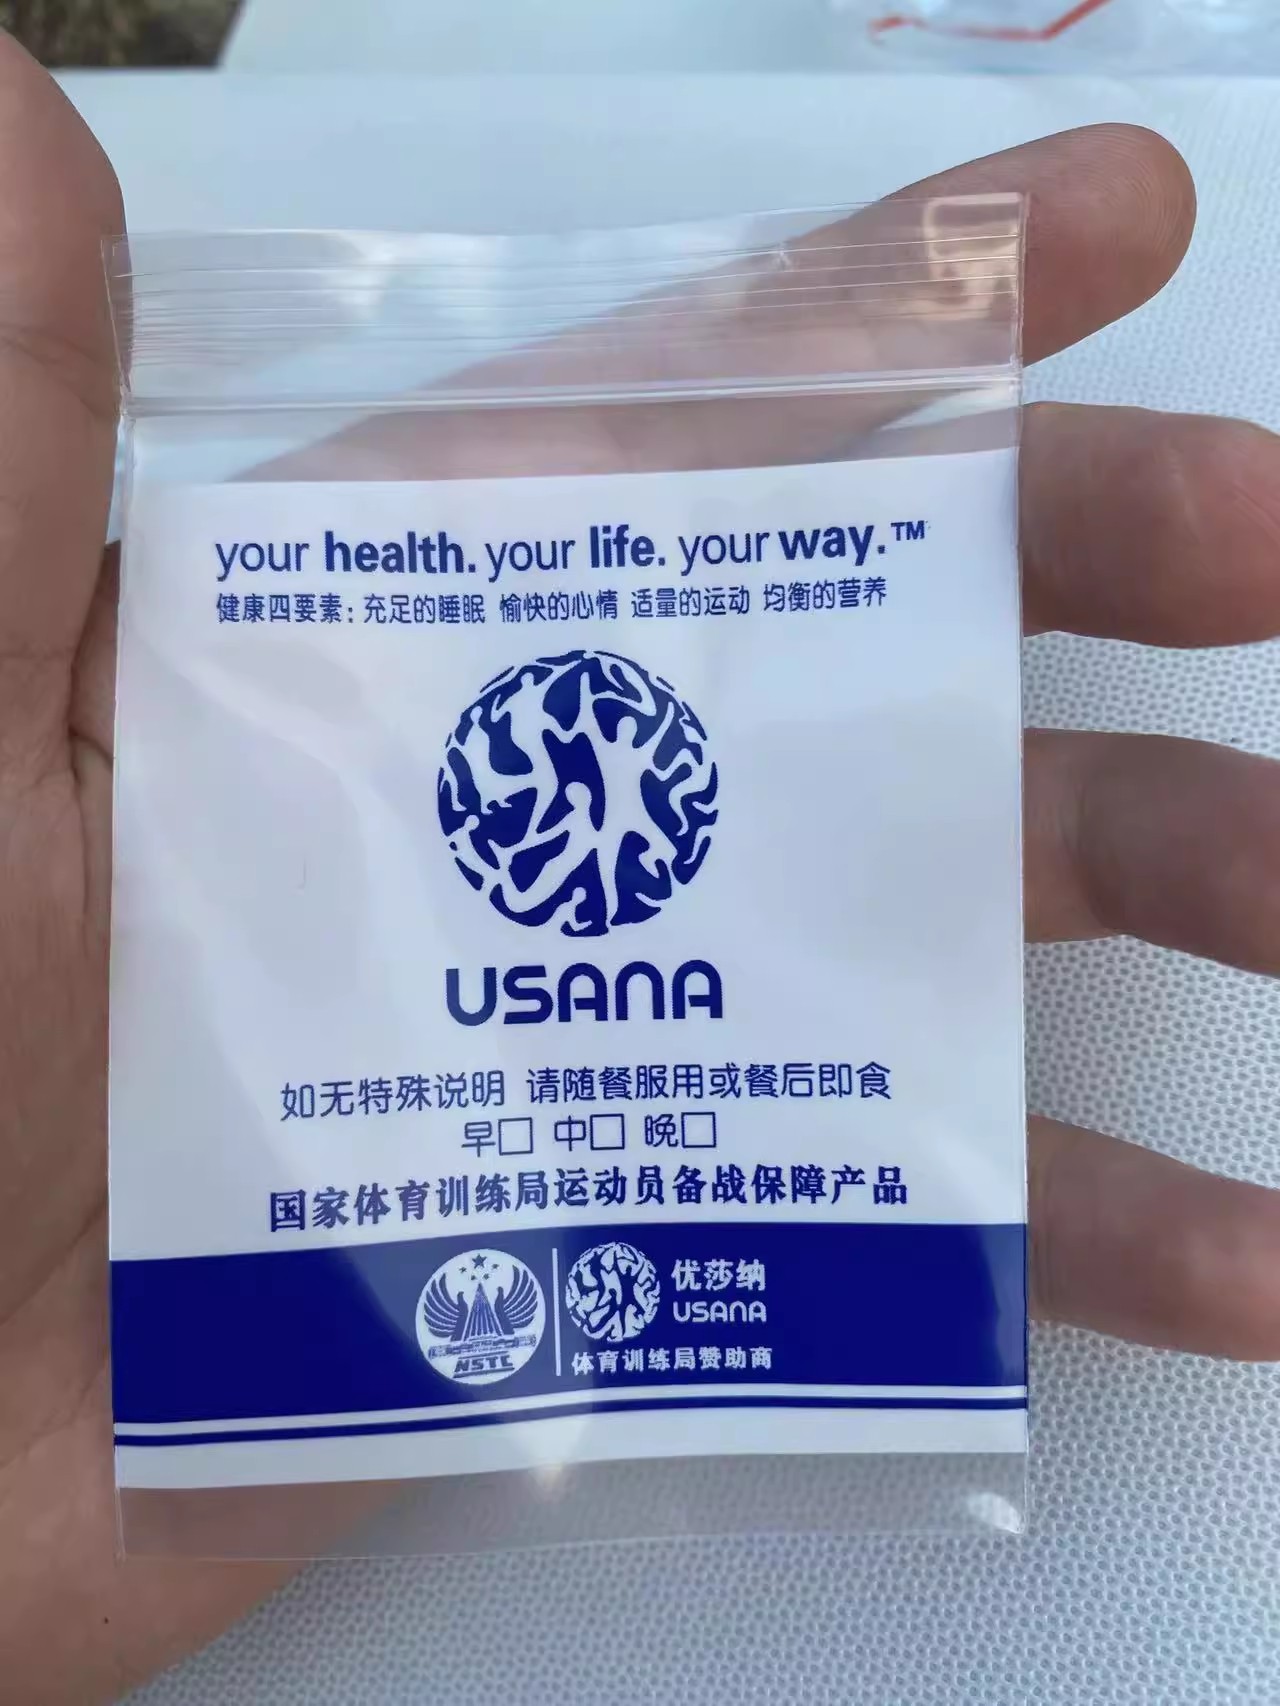 your health. your life. your way.™
健康四要素: 充足的睡眠 愉快的心情 适量的运动 均衡的营养
USANA
如无特殊说明 请随餐服用或餐后即食
早□ 中□ 晚□
国家体育训练局运动员备战保障产品
NSTC
优莎纳
USANA
体育训练局赞助商